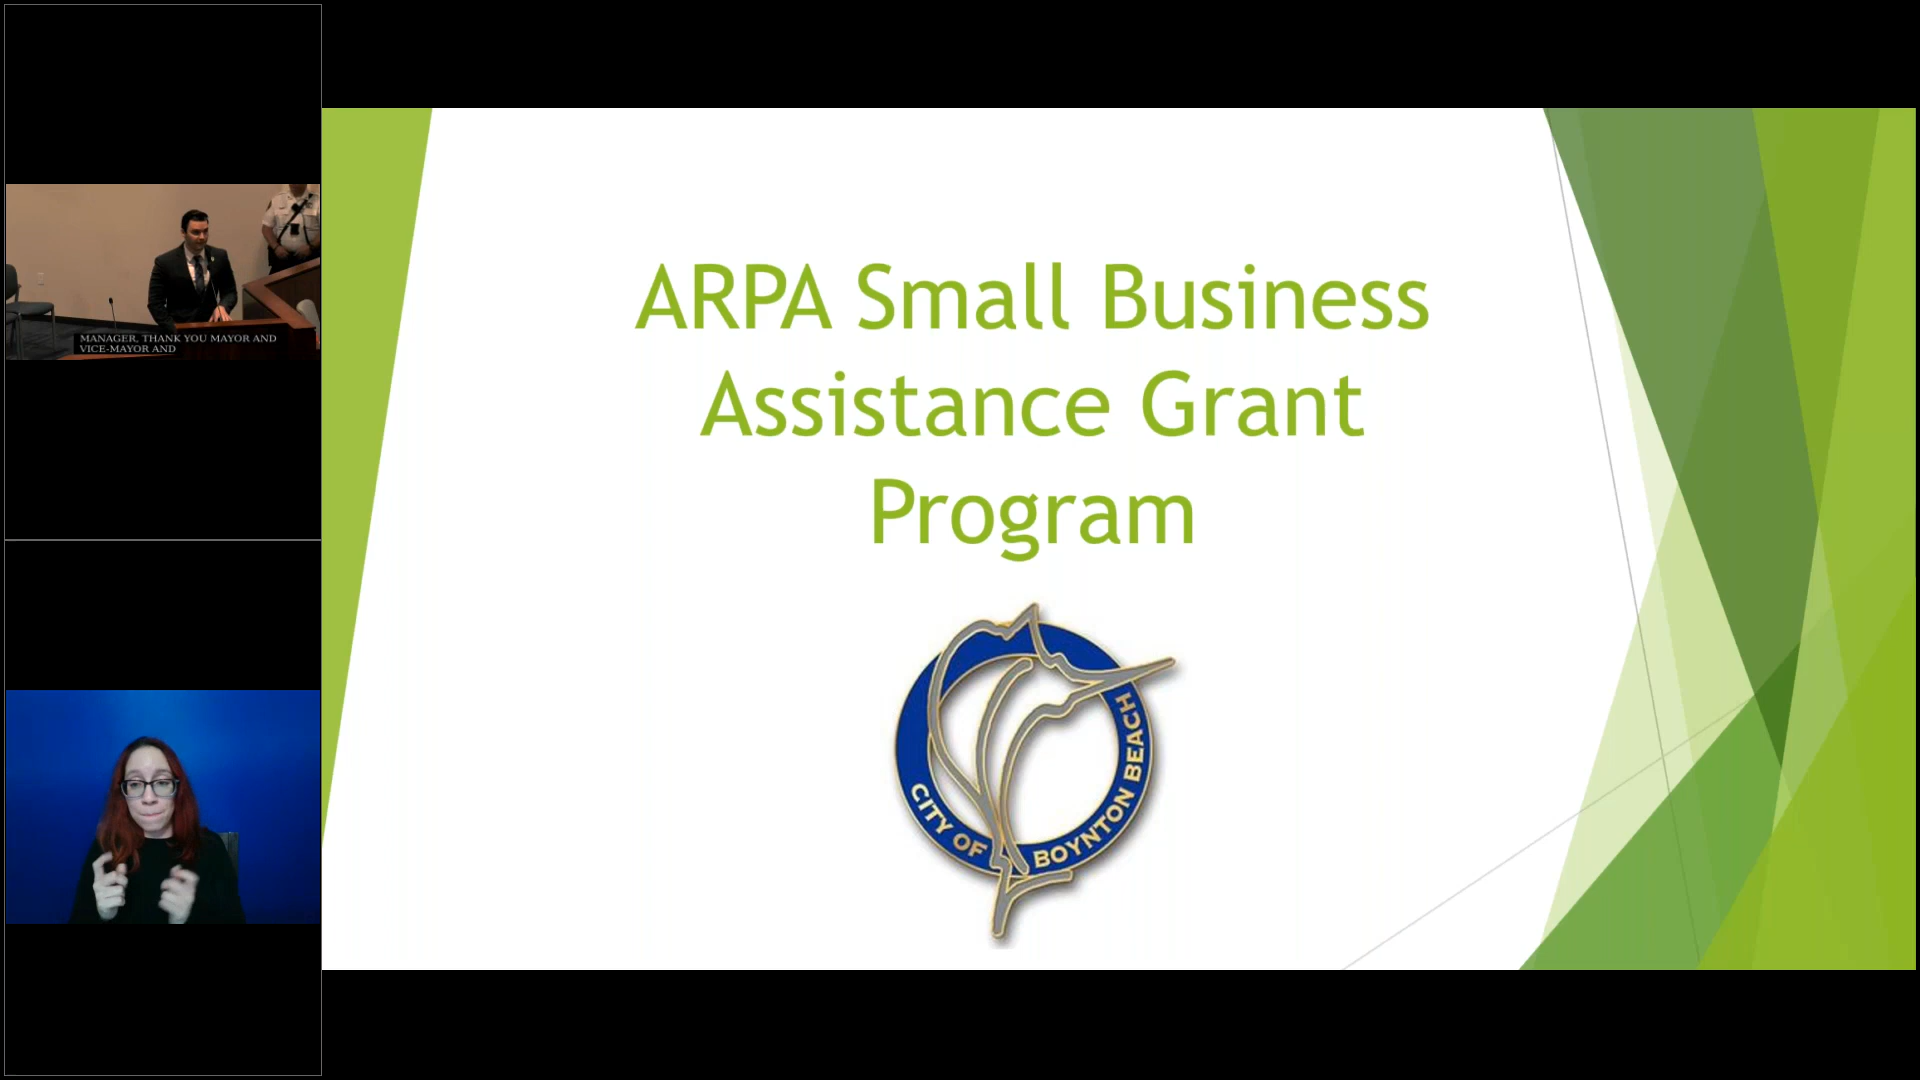 MANAGER, THANK YOU MAYOR AND
VICE-MAYOR AND
ARPA Small Business
Assistance Grant
Program
CITY OF BOYNTON BEACH